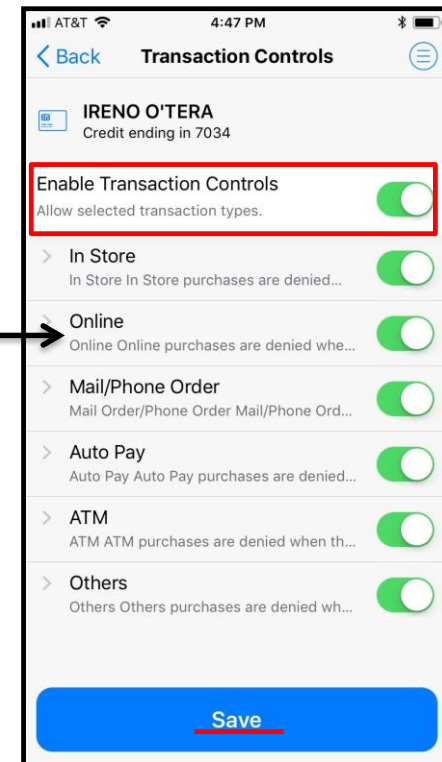 AT&T 4:47 PM
Back Transaction Controls
IRENO O'TERA
Credit ending in 7034
Enable Transaction Controls
Allow selected transaction types.
In Store
In Store In Store purchases are denied...
Online
Online Online purchases are denied whe...
Mail/Phone Order
Mail Order/Phone Order Mail/Phone Ord...
Auto Pay
Auto Pay Auto Pay purchases are denied...
ATM
ATM ATM purchases are denied when th...
Others
Others Others purchases are denied wh...
Save